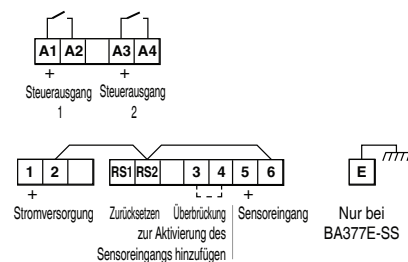 A1 A2 A3 A4
+ +
Steuerausgang Steuerausgang
1 2
1 2 RS1 RS2 3 4 5 6 E
+ +
Stromversorgung Zurücksetzen Überbrückung Sensoreingang Nur bei
zur Aktivierung des BA377E-SS
Sensoreingangs hinzufügen